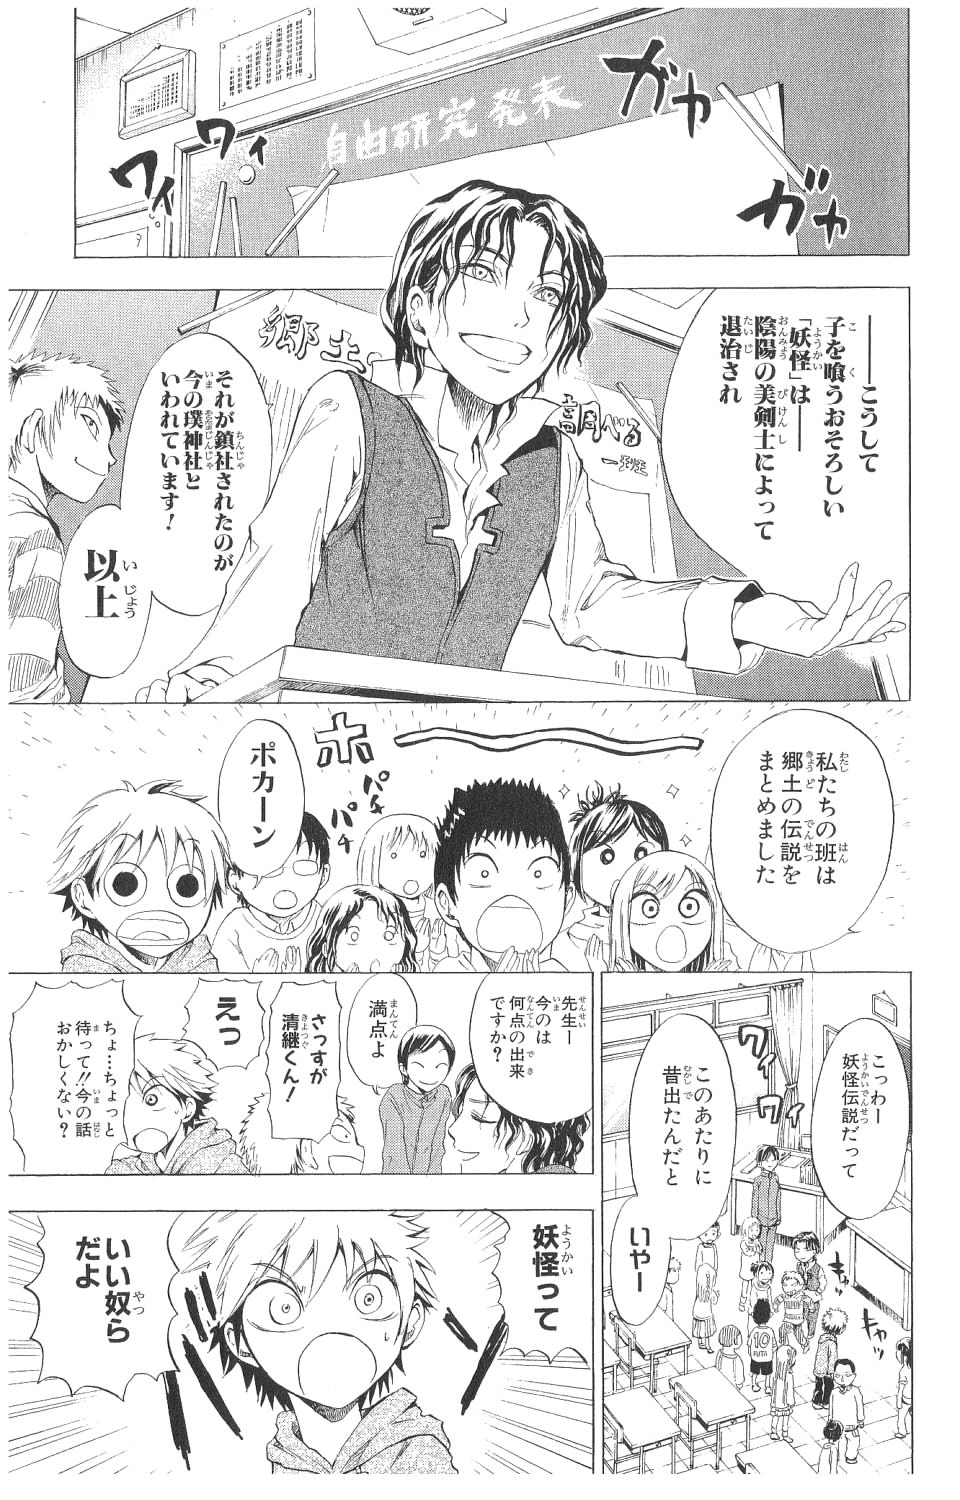 自由研究発表
ガヤ
ガヤ
ワイ
ワイ
――こうして
子を喰うおそろしい
「妖怪」は――
陰陽の美剣士によって
退治され
郷土
調べる
一班
それが鎮社されたのが
今の璞神社と
いわれています!
以上
私たちの班は
郷土の伝説を
まとめました
ホー
パチ
パチ
ポカーン
こっわー
妖怪伝説だって
このあたりに
昔出たんだと
いやー
ワイ
キャッ
キャッ
10
FUTA
先生ー
今のは
何点の出来
ですか?
満点よ
さっすが
清継くん!
えっ
ちょ…ちょっと
待って!!今の話
おかしくない?
妖怪って
いい奴ら
だよ